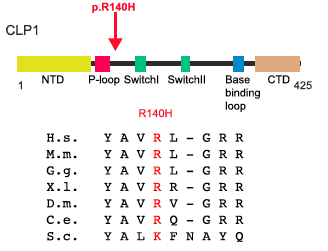 p.R140H
CLP1
NTD P-loop SwitchI SwitchII Base binding loop CTD
1 425
R140H
H.s. Y A V R L - G R R
M.m. Y A V R L - G R R
G.g. Y A V R L - G R R
X.l. Y A V R R - G R R
D.m. Y A V R V - G R R
C.e. Y A V R Q - G R R
S.c. Y A L K F N A Y Q